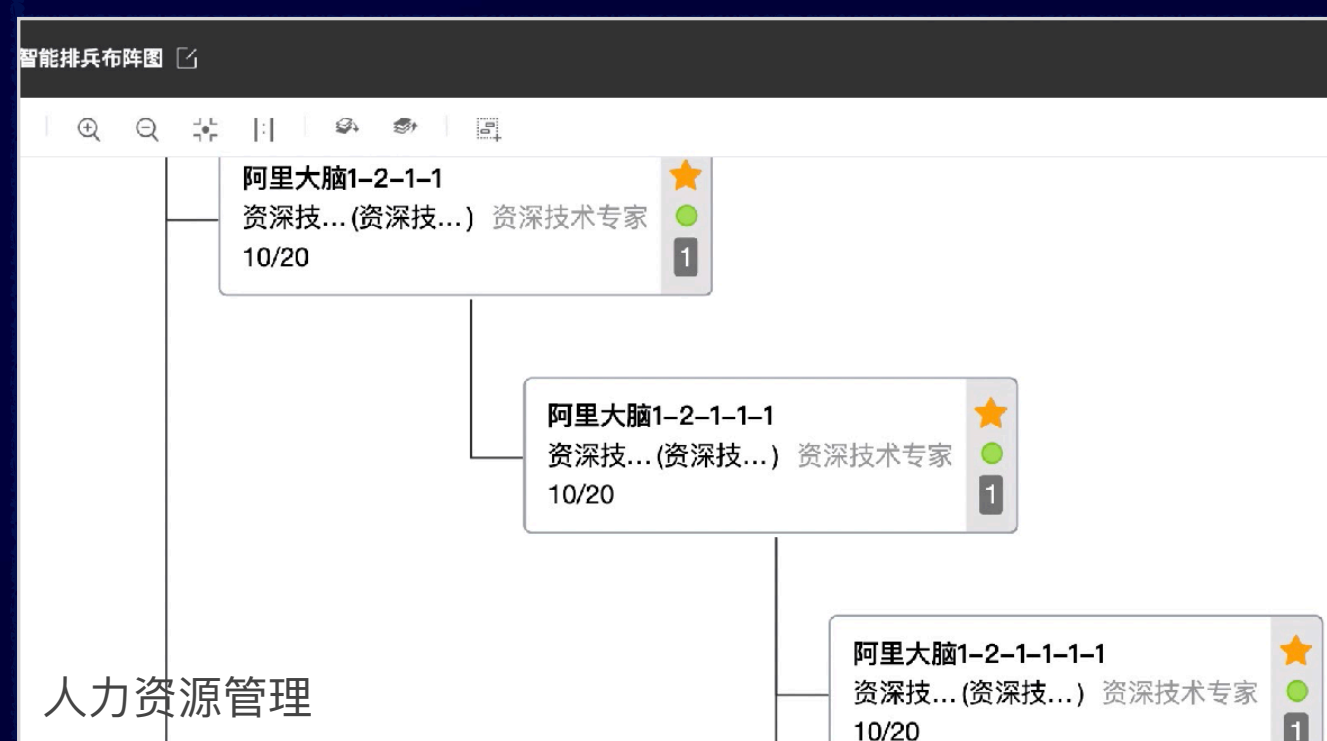 智能排兵布阵图
阿里大脑1-2-1-1
资深技...(资深技...) 资深技术专家
10/20
1
阿里大脑1-2-1-1-1
资深技...(资深技...) 资深技术专家
10/20
1
阿里大脑1-2-1-1-1-1
资深技...(资深技...) 资深技术专家
10/20
1
人力资源管理